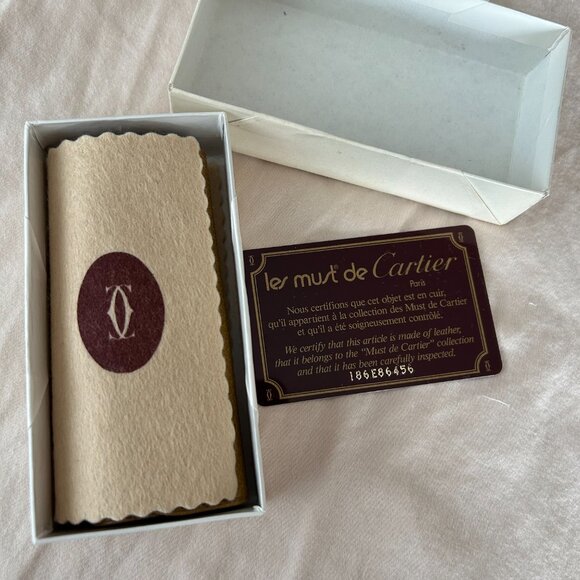 les must de Cartier
Paris
Nous certifions que cet objet est en cuir,
qu'il appartient à la collection des Must de Cartier
et qu'il a été soigneusement contrôlé.
We certify that this article is made of leather,
that it belongs to the "Must de Cartier" collection
and that it has been carefully inspected.
186E86456